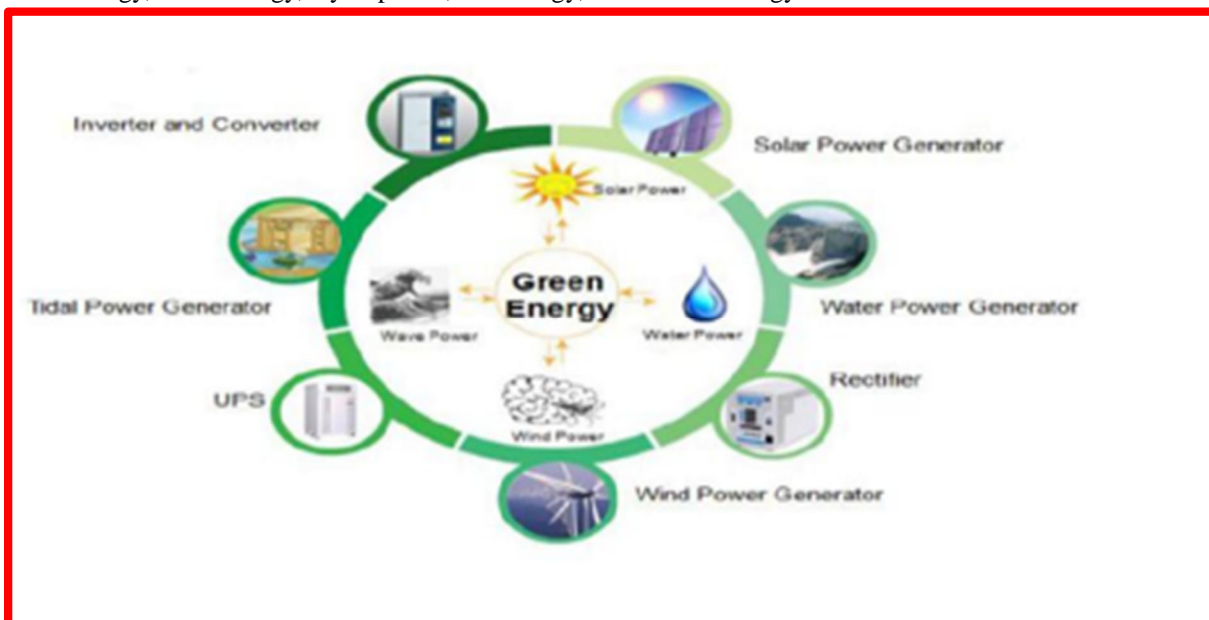 Inverter and Converter
Solar Power Generator
Solar Power
Tidal Power Generator
Green
Energy
Wave Power
Water Power
Water Power Generator
UPS
Rectifier
Wind Power
Wind Power Generator